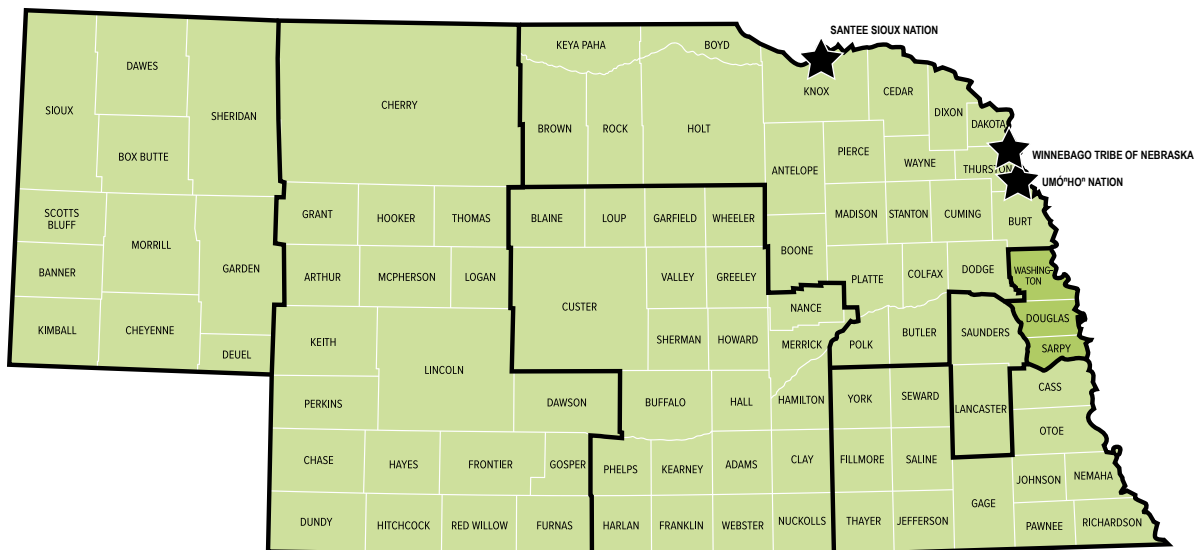 SANTEE SIOUX NATION
KEYA PAHA
BOYD
DAWES
CHERRY
KNOX
CEDAR
SIOUX
SHERIDAN
DIXON
DAKOTA
BROWN
ROCK
HOLT
BOX BUTTE
PIERCE
WAYNE
WINNEBAGO TRIBE OF NEBRASKA
ANTELOPE
THURSTON
UMÓⁿHOⁿ NATION
SCOTTS
BLUFF
GRANT
HOOKER
THOMAS
BLAINE
LOUP
GARFIELD
WHEELER
MADISON
STANTON
CUMING
BURT
MORRILL
BOONE
BANNER
GARDEN
ARTHUR
MCPHERSON
LOGAN
VALLEY
GREELEY
PLATTE
COLFAX
DODGE
WASHING-
TON
CUSTER
NANCE
KIMBALL
CHEYENNE
DEUEL
KEITH
LINCOLN
SHERMAN
HOWARD
MERRICK
POLK
BUTLER
SAUNDERS
DOUGLAS
SARPY
PERKINS
DAWSON
BUFFALO
HALL
HAMILTON
YORK
SEWARD
LANCASTER
CASS
OTOE
CHASE
HAYES
FRONTIER
GOSPER
PHELPS
KEARNEY
ADAMS
CLAY
FILLMORE
SALINE
GAGE
JOHNSON
NEMAHA
DUNDY
HITCHCOCK
RED WILLOW
FURNAS
HARLAN
FRANKLIN
WEBSTER
NUCKOLLS
THAYER
JEFFERSON
PAWNEE
RICHARDSON